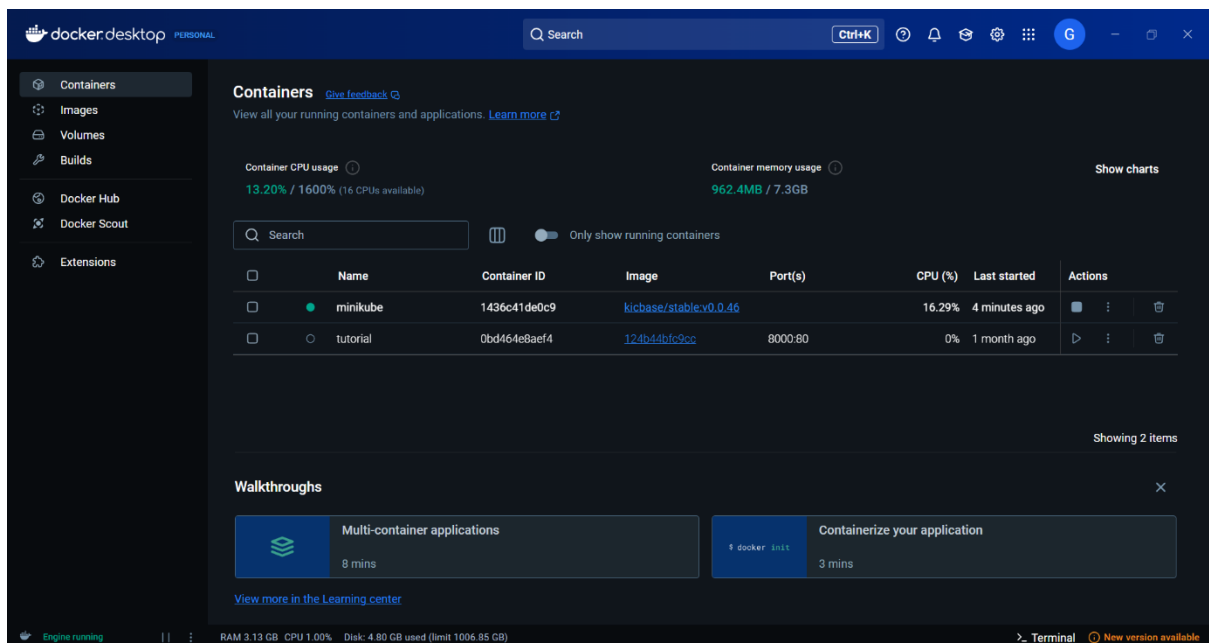 docker desktop PERSONAL
Search
Ctrl+K
G
Containers
Images
Volumes
Builds
Docker Hub
Docker Scout
Extensions
Containers Give feedback
View all your running containers and applications. Learn more
Container CPU usage
13.20% / 1600% (16 CPUs available)
Container memory usage
962.4MB / 7.3GB
Show charts
Search
Only show running containers
Name Container ID Image Port(s) CPU (%) Last started Actions
minikube 1436c41de0c9 kicbase/stable:v0.0.46 16.29% 4 minutes ago
tutorial 0bd464e8aef4 124b44bfc9cc 8000:80 0% 1 month ago
Showing 2 items
Walkthroughs
Multi-container applications
8 mins
$ docker init
Containerize your application
3 mins
View more in the Learning center
Engine running
RAM 3.13 GB CPU 1.00% Disk: 4.80 GB used (limit 1006.85 GB)
>_ Terminal
New version available